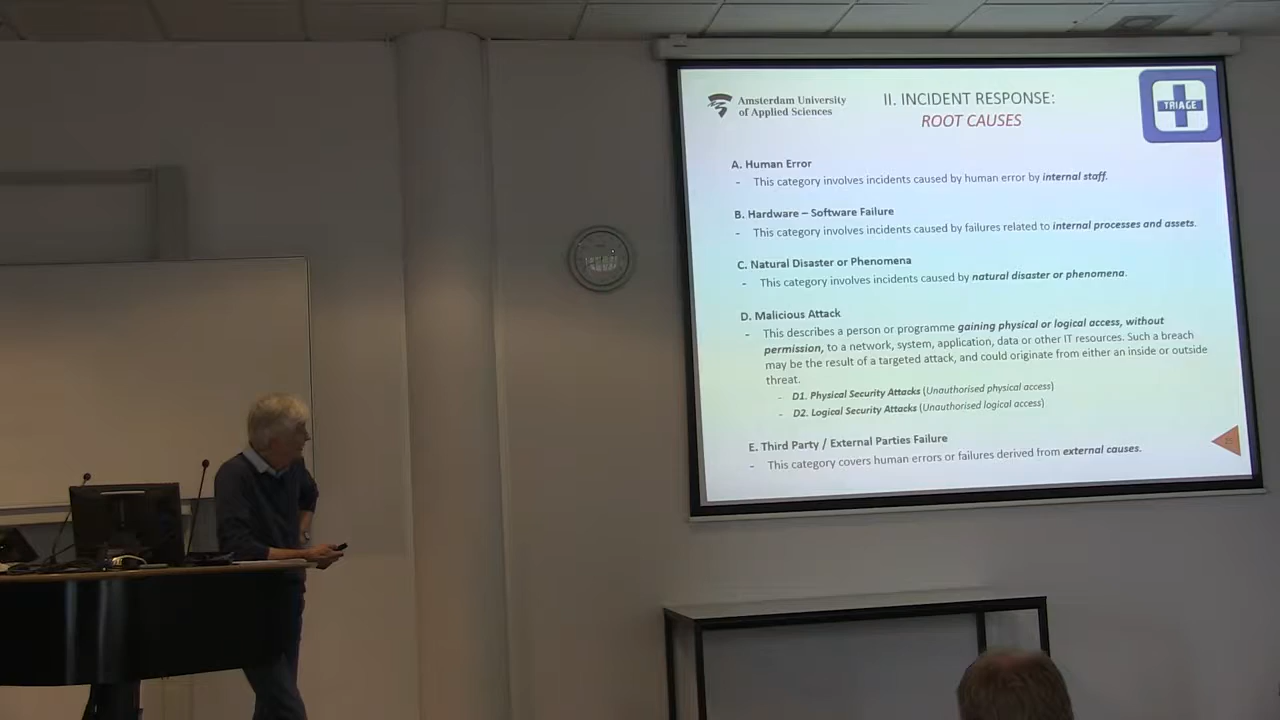 Amsterdam University
of Applied Sciences
II. INCIDENT RESPONSE:
ROOT CAUSES
TRIAGE
A. Human Error
- This category involves incidents caused by human error by internal staff.
B. Hardware – Software Failure
- This category involves incidents caused by failures related to internal processes and assets.
C. Natural Disaster or Phenomena
- This category involves incidents caused by natural disaster or phenomena.
D. Malicious Attack
- This describes a person or programme gaining physical or logical access, without
permission, to a network, system, application, data or other IT resources. Such a breach
may be the result of a targeted attack, and could originate from either an inside or outside
threat.
- D1. Physical Security Attacks (Unauthorised physical access)
- D2. Logical Security Attacks (Unauthorised logical access)
E. Third Party / External Parties Failure
- This category covers human errors or failures derived from external causes.